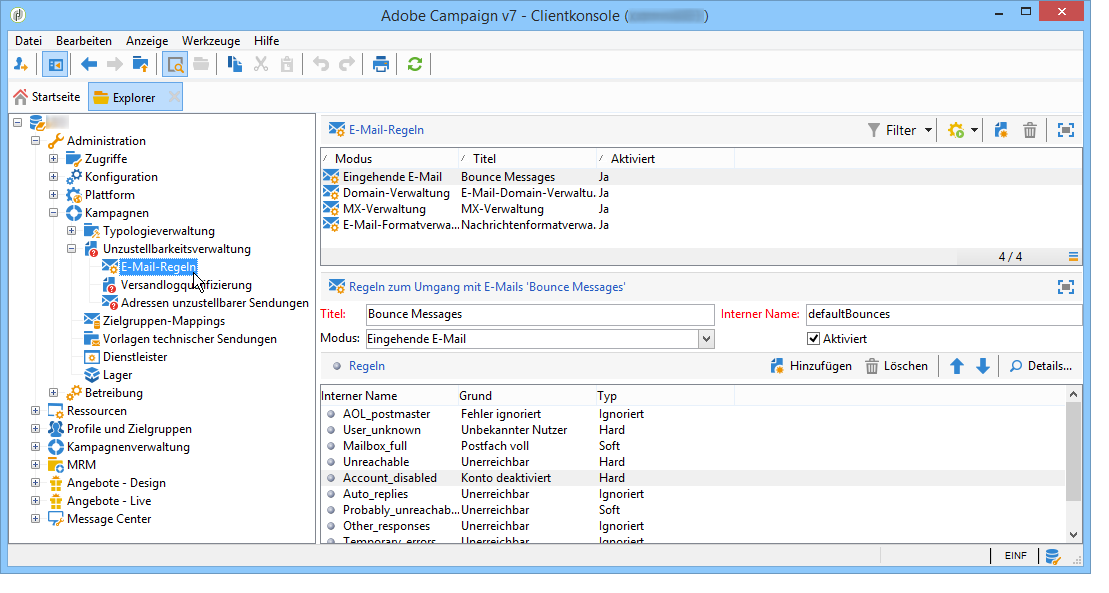 Adobe Campaign v7 - Clientkonsole ( )
Datei Bearbeiten Anzeige Werkzeuge Hilfe
Startseite Explorer
Administration
Zugriffe
Konfiguration
Plattform
Kampagnen
Typologieverwaltung
Unzustellbarkeitsverwaltung
E-Mail-Regeln
Versandlogqualifizierung
Adressen unzustellbarer Sendungen
Zielgruppen-Mappings
Vorlagen technischer Sendungen
Dienstleister
Lager
Betreibung
Ressourcen
Profile und Zielgruppen
Kampagnenverwaltung
MRM
Angebote - Design
Angebote - Live
Message Center
E-Mail-Regeln Filter
Modus Titel Aktiviert
Eingehende E-Mail Bounce Messages Ja
Domain-Verwaltung E-Mail-Domain-Verwaltu. Ja
MX-Verwaltung MX-Verwaltung Ja
E-Mail-Formatverwa... Nachrichtenformatverwa. Ja
4 / 4
Regeln zum Umgang mit E-Mails 'Bounce Messages'
Titel: Bounce Messages Interner Name: defaultBounces
Modus: Eingehende E-Mail Aktiviert
Regeln Hinzufügen Löschen Details...
Interner Name Grund Typ
AOL_postmaster Fehler ignoriert Ignoriert
User_unknown Unbekannter Nutzer Hard
Mailbox_full Postfach voll Soft
Unreachable Unerreichbar Hard
Account_disabled Konto deaktiviert Hard
Auto_replies Unerreichbar Ignoriert
Probably_unreachab... Unerreichbar Soft
Other_responses Unerreichbar Ignoriert
Temporary_errors Unerreichbar Ignoriert
EINF